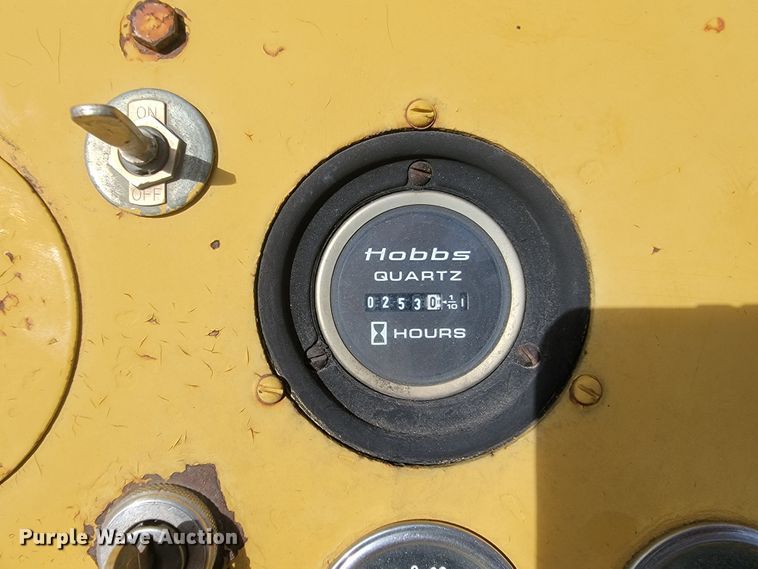 ON
OFF
Hobbs
QUARTZ
02530 1/10
HOURS
Purple Wave Auction